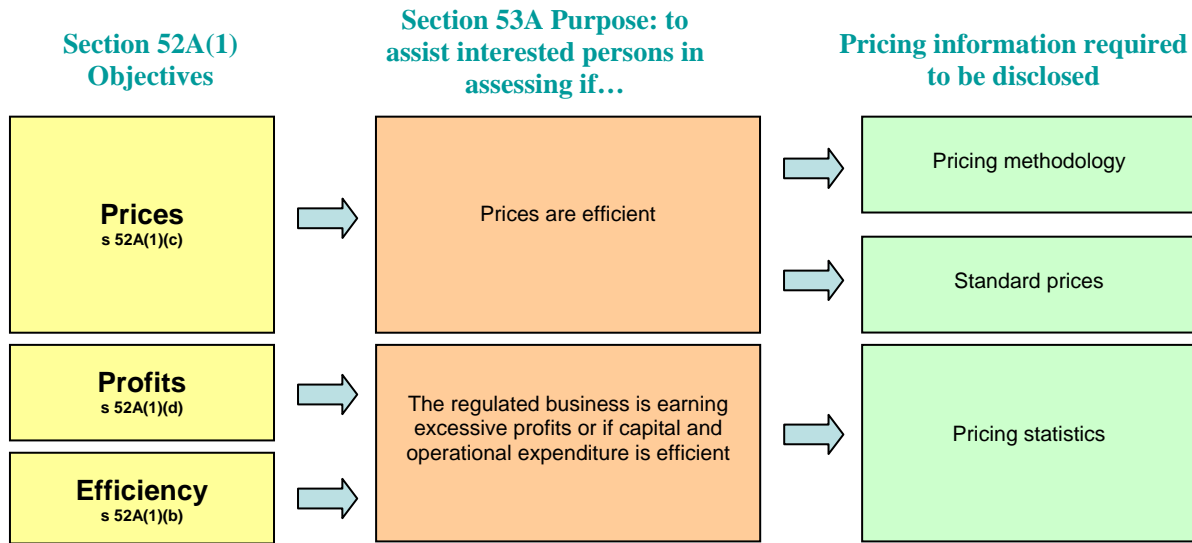 Section 52A(1)
Objectives
Section 53A Purpose: to
assist interested persons in
assessing if…
Pricing information required
to be disclosed
Prices
s 52A(1)(c)
Prices are efficient
Pricing methodology
Standard prices
Profits
s 52A(1)(d)
Efficiency
s 52A(1)(b)
The regulated business is earning
excessive profits or if capital and
operational expenditure is efficient
Pricing statistics